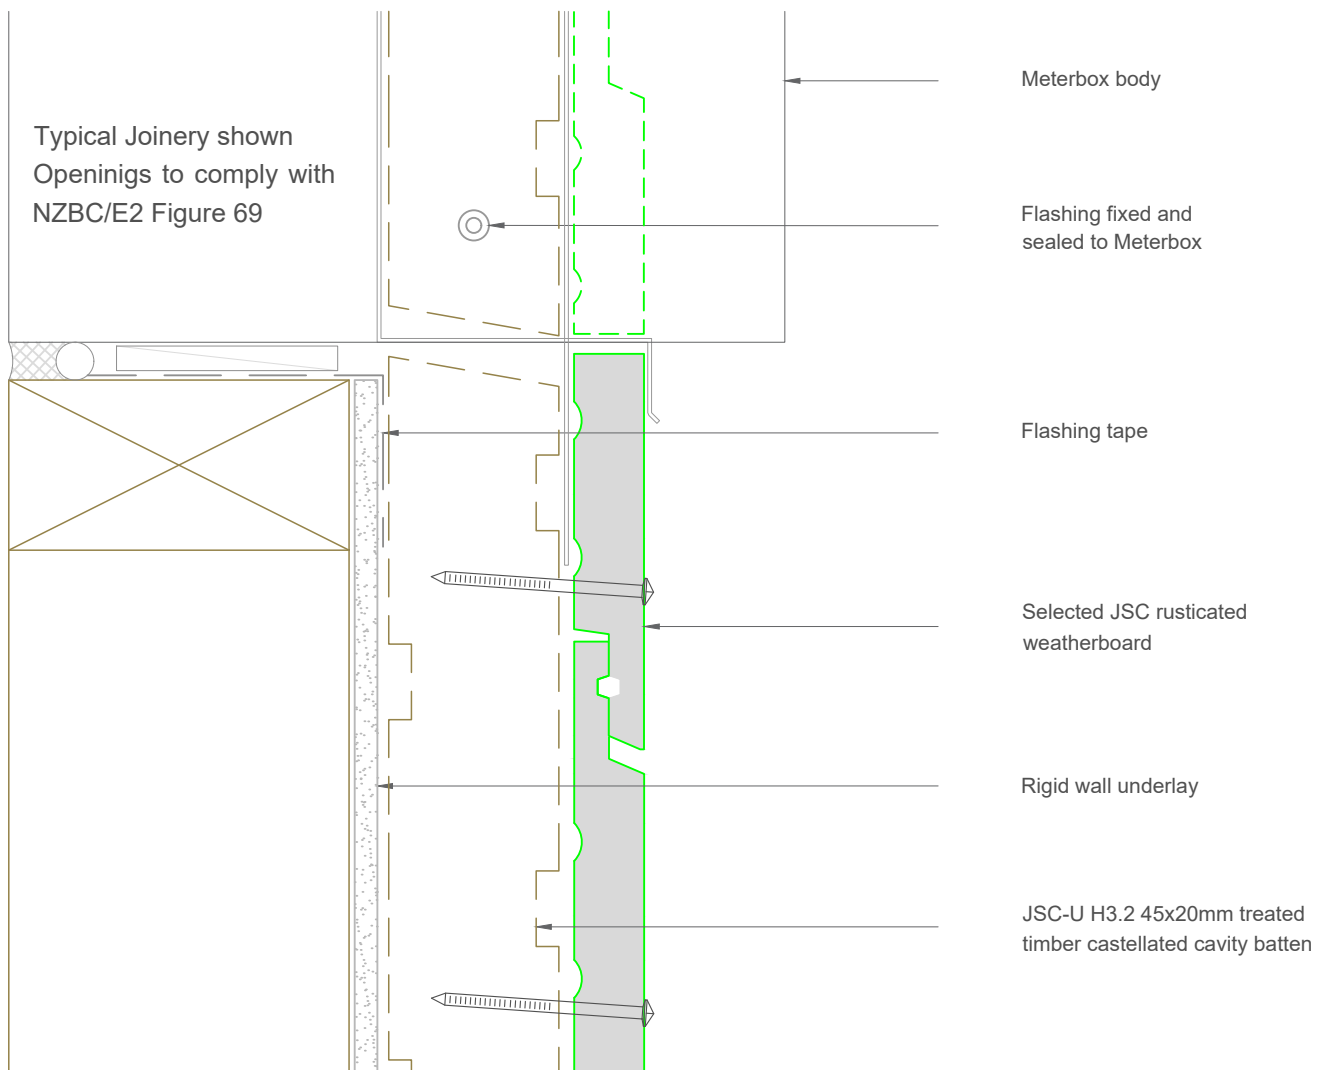 Typical Joinery shown
Openinigs to comply with
NZBC/E2 Figure 69
Meterbox body
Flashing fixed and
sealed to Meterbox
Flashing tape
Selected JSC rusticated
weatherboard
Rigid wall underlay
JSC-U H3.2 45x20mm treated
timber castellated cavity batten